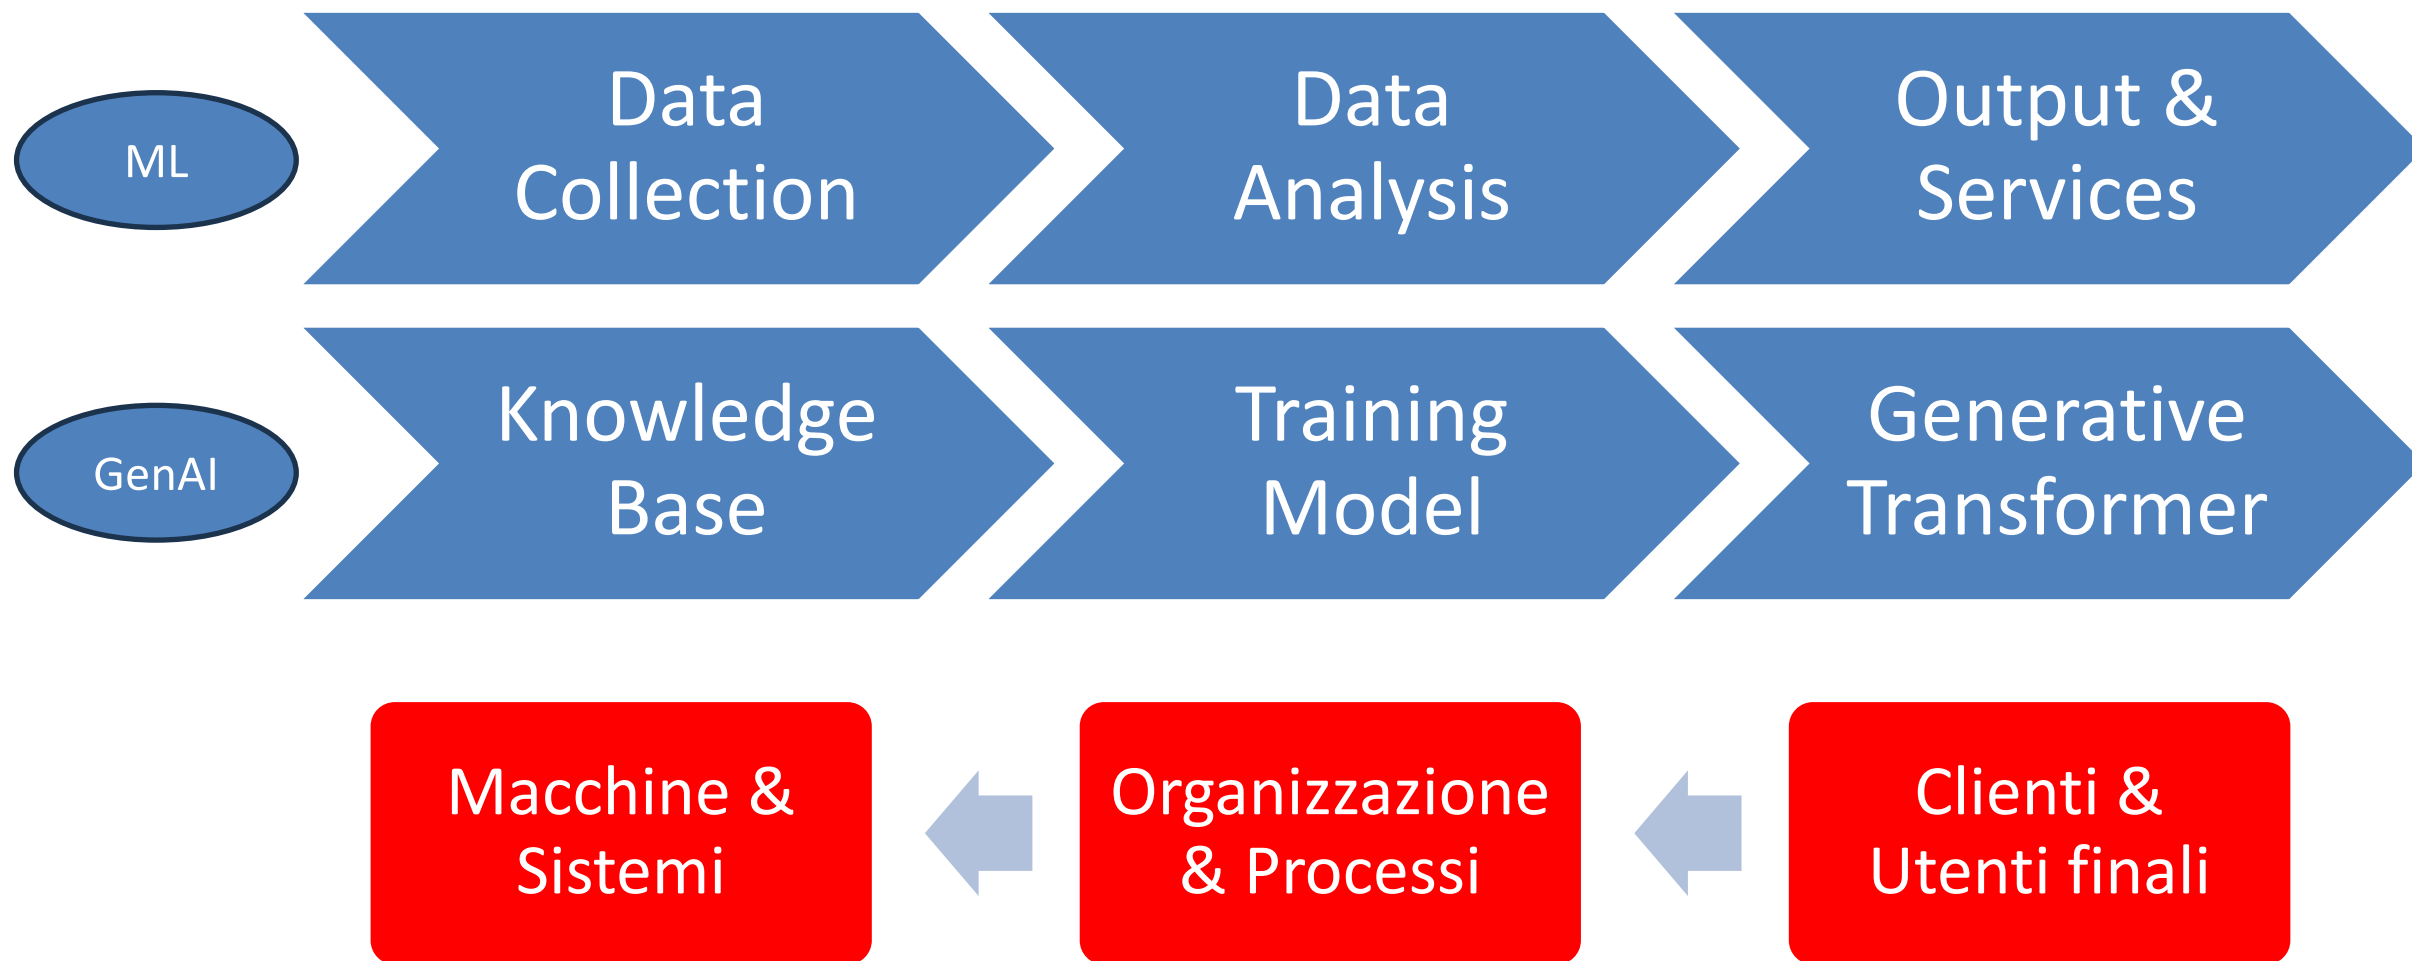 ML
Data
Collection
Data
Analysis
Output &
Services
GenAI
Knowledge
Base
Training
Model
Generative
Transformer
Macchine &
Sistemi
Organizzazione
& Processi
Clienti &
Utenti finali